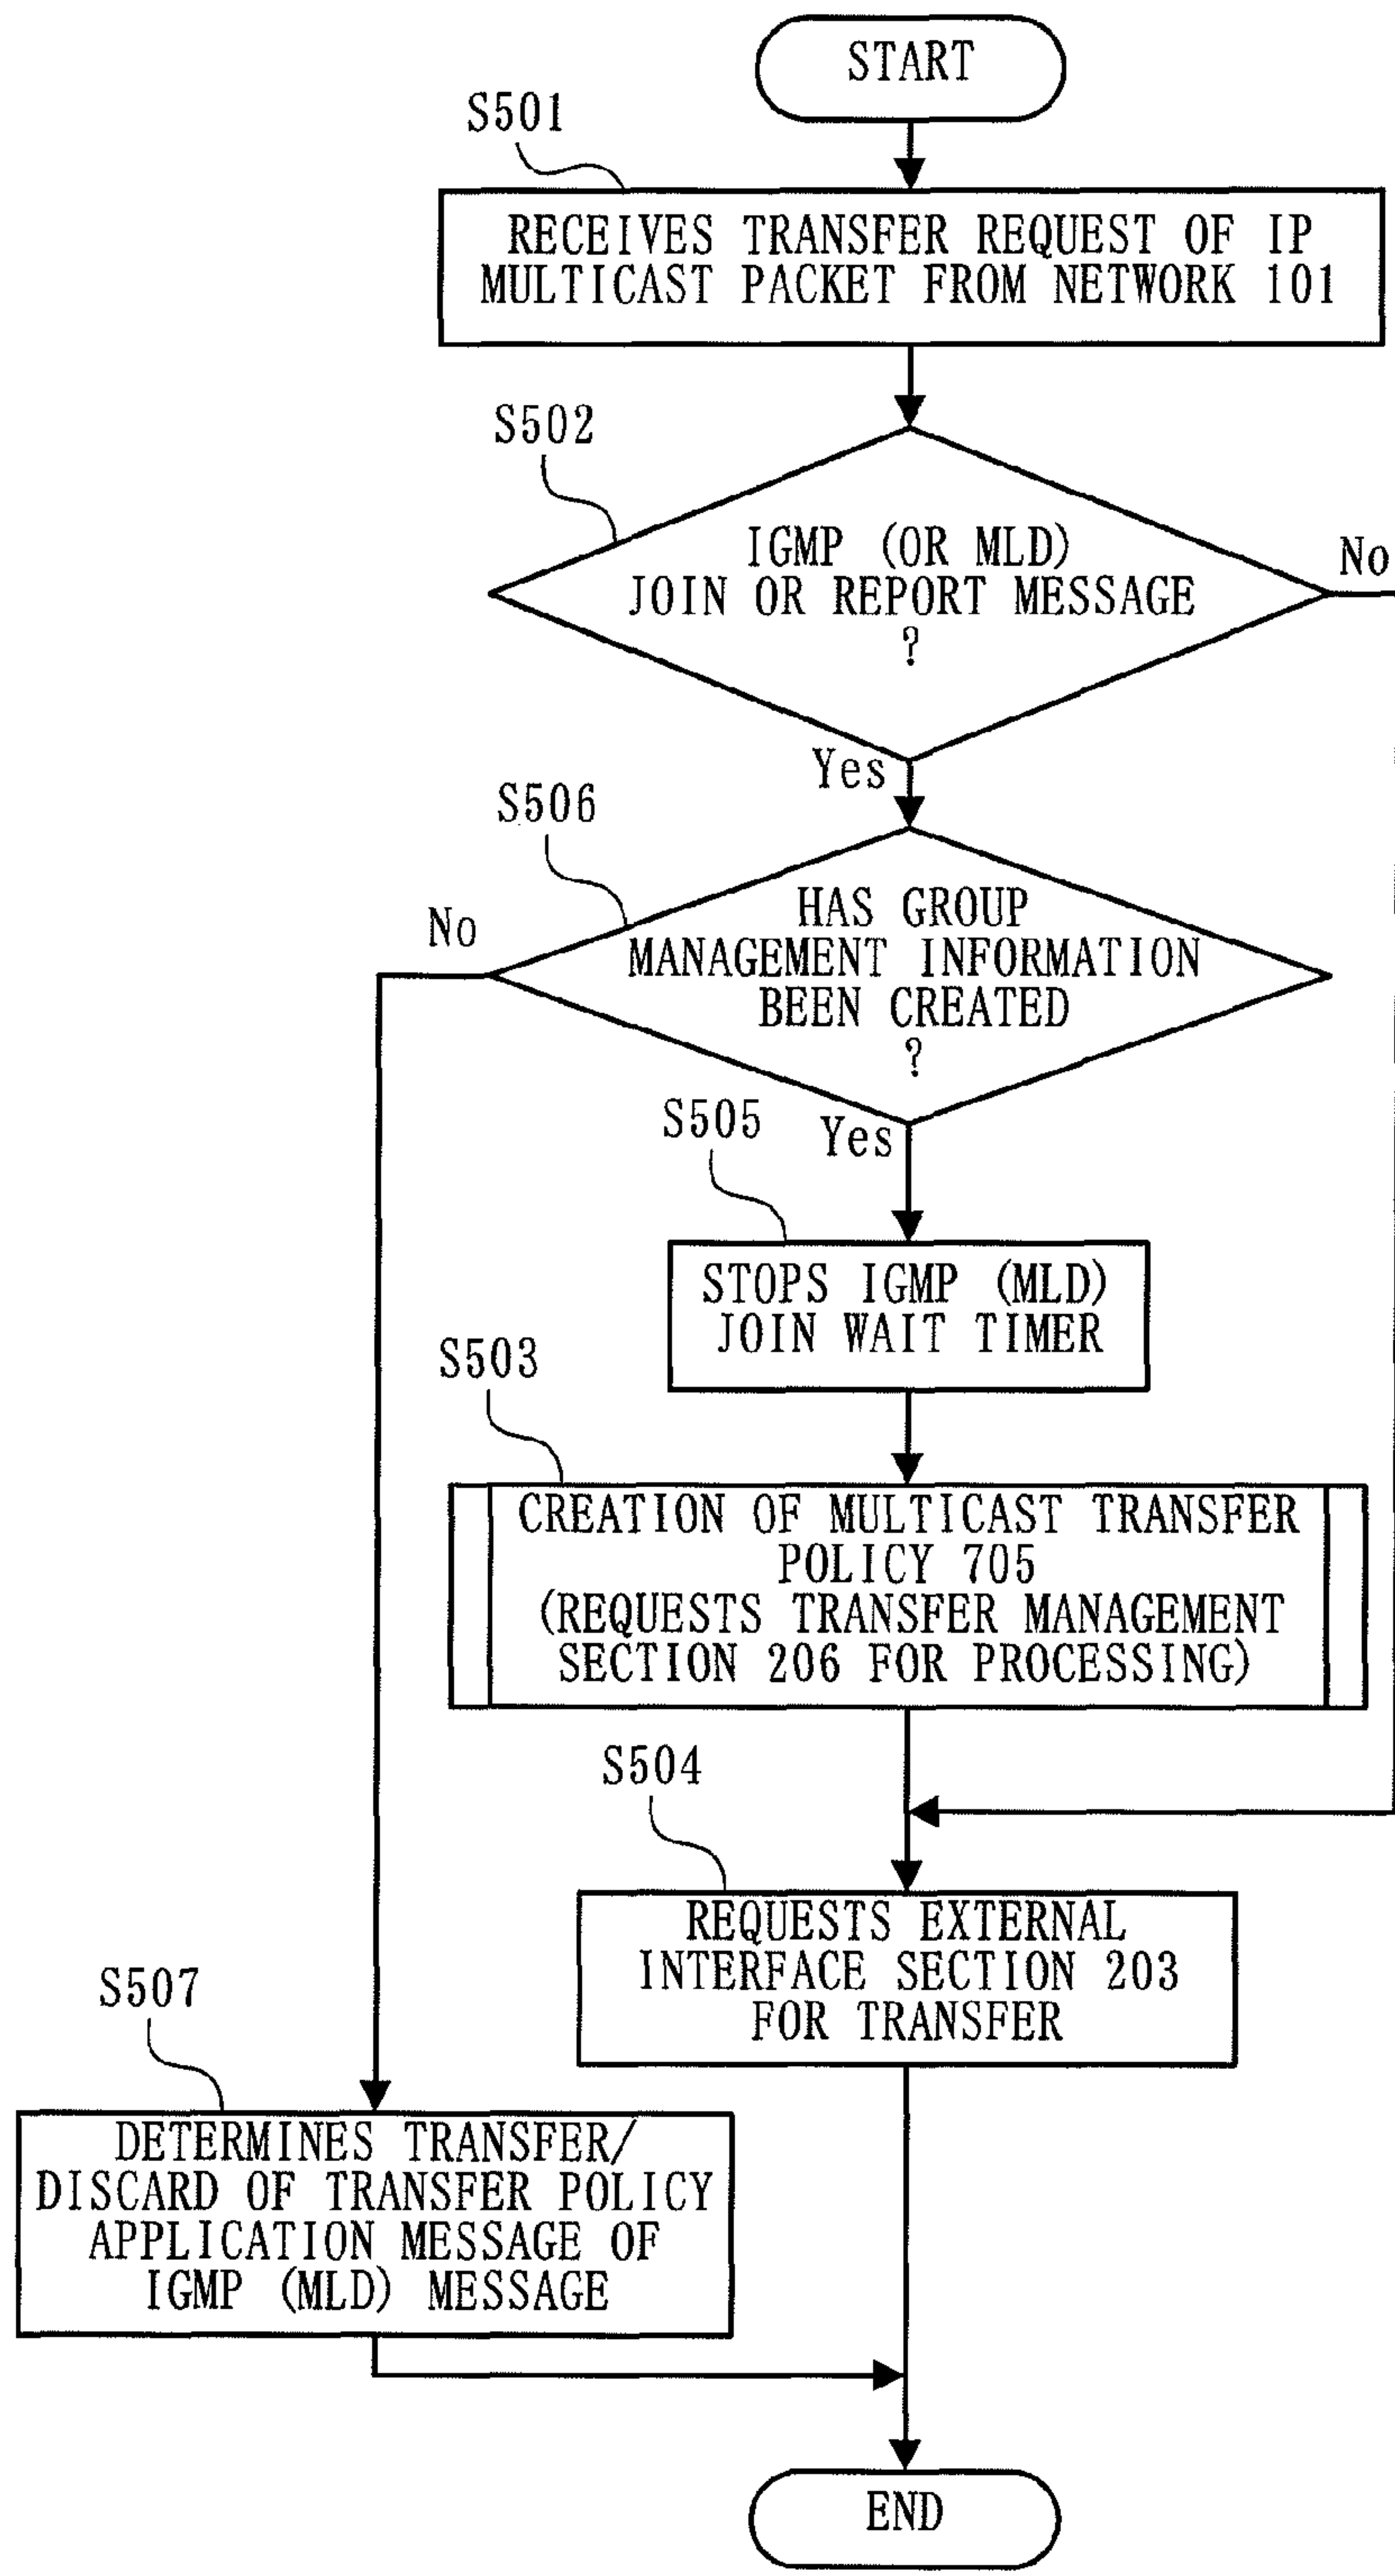 START
S501
RECEIVES TRANSFER REQUEST OF IP
MULTICAST PACKET FROM NETWORK 101
S502
IGMP (OR MLD)
JOIN OR REPORT MESSAGE
?
No
Yes
S506
HAS GROUP
MANAGEMENT INFORMATION
BEEN CREATED
?
No
Yes
S505
STOPS IGMP (MLD)
JOIN WAIT TIMER
S503
CREATION OF MULTICAST TRANSFER
POLICY 705
(REQUESTS TRANSFER MANAGEMENT
SECTION 206 FOR PROCESSING)
S504
REQUESTS EXTERNAL
INTERFACE SECTION 203
FOR TRANSFER
S507
DETERMINES TRANSFER/
DISCARD OF TRANSFER POLICY
APPLICATION MESSAGE OF
IGMP (MLD) MESSAGE
END